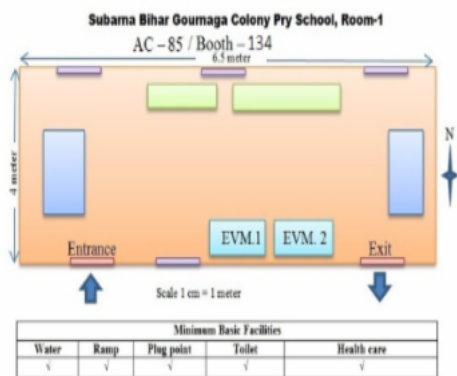 Subarna Bihar Gournaga Colony Pry School, Room-1
AC – 85 / Booth – 134
6.5 meter
4 meter
N
EVM.1 EVM. 2
Entrance Exit
Scale 1 cm = 1 meter
Minimum Basic Facilities
Water Ramp Plug point Toilet Health care
√ √ √ √ √